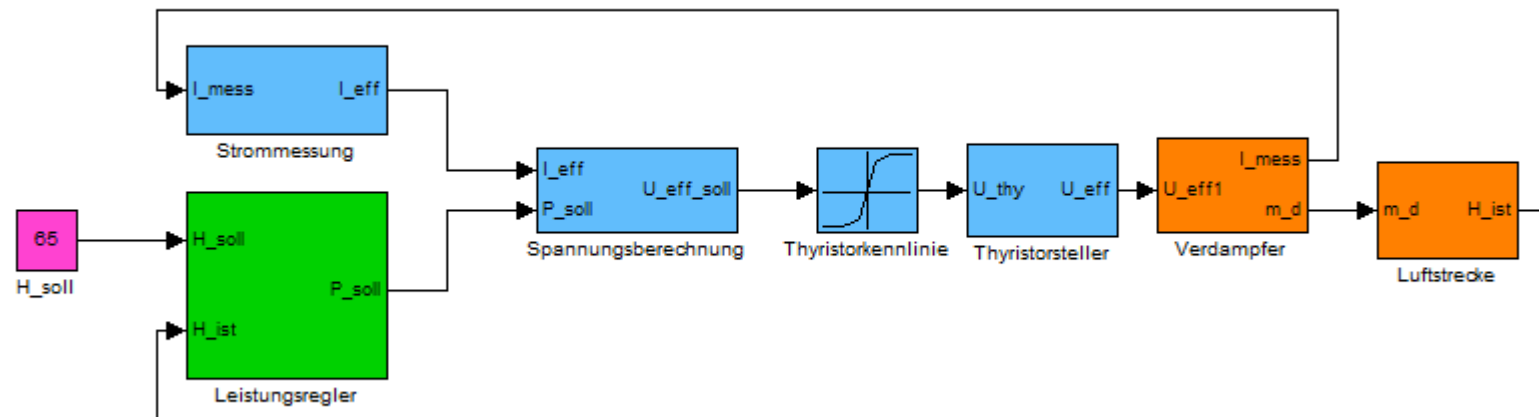 I_mess I_eff
Strommessung
65
H_soll
H_soll
P_soll
H_ist
Leistungsregler
I_eff
P_soll
U_eff_soll
Spannungsberechnung
Thyristorkennlinie
U_thy U_eff
Thyristorsteller
I_mess
U_eff1
m_d
Verdampfer
m_d H_ist
Luftstrecke